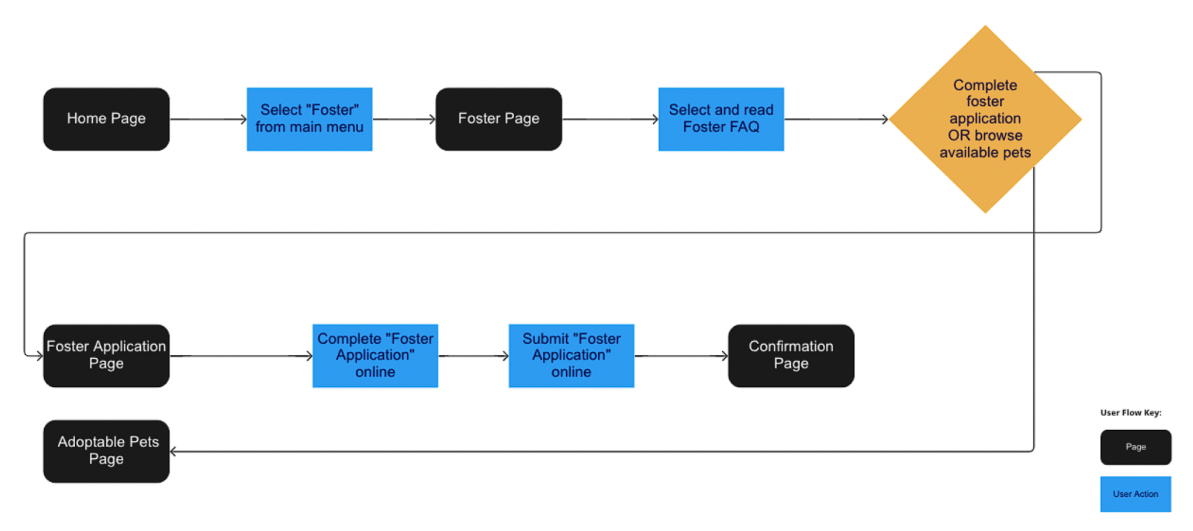 Home Page
Select "Foster"
from main menu
Foster Page
Select and read
Foster FAQ
Complete
foster
application
OR browse
available pets
Foster Application
Page
Complete "Foster
Application"
online
Submit "Foster
Application"
online
Confirmation
Page
Adoptable Pets
Page
User Flow Key:
Page
User Action